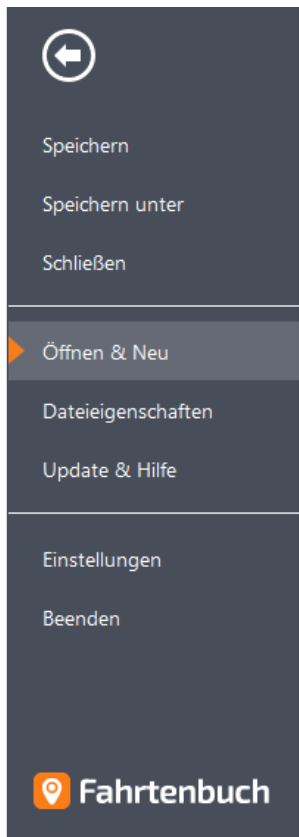 Speichern
Speichern unter
Schließen
Öffnen & Neu
Dateieigenschaften
Update & Hilfe
Einstellungen
Beenden
Fahrtenbuch